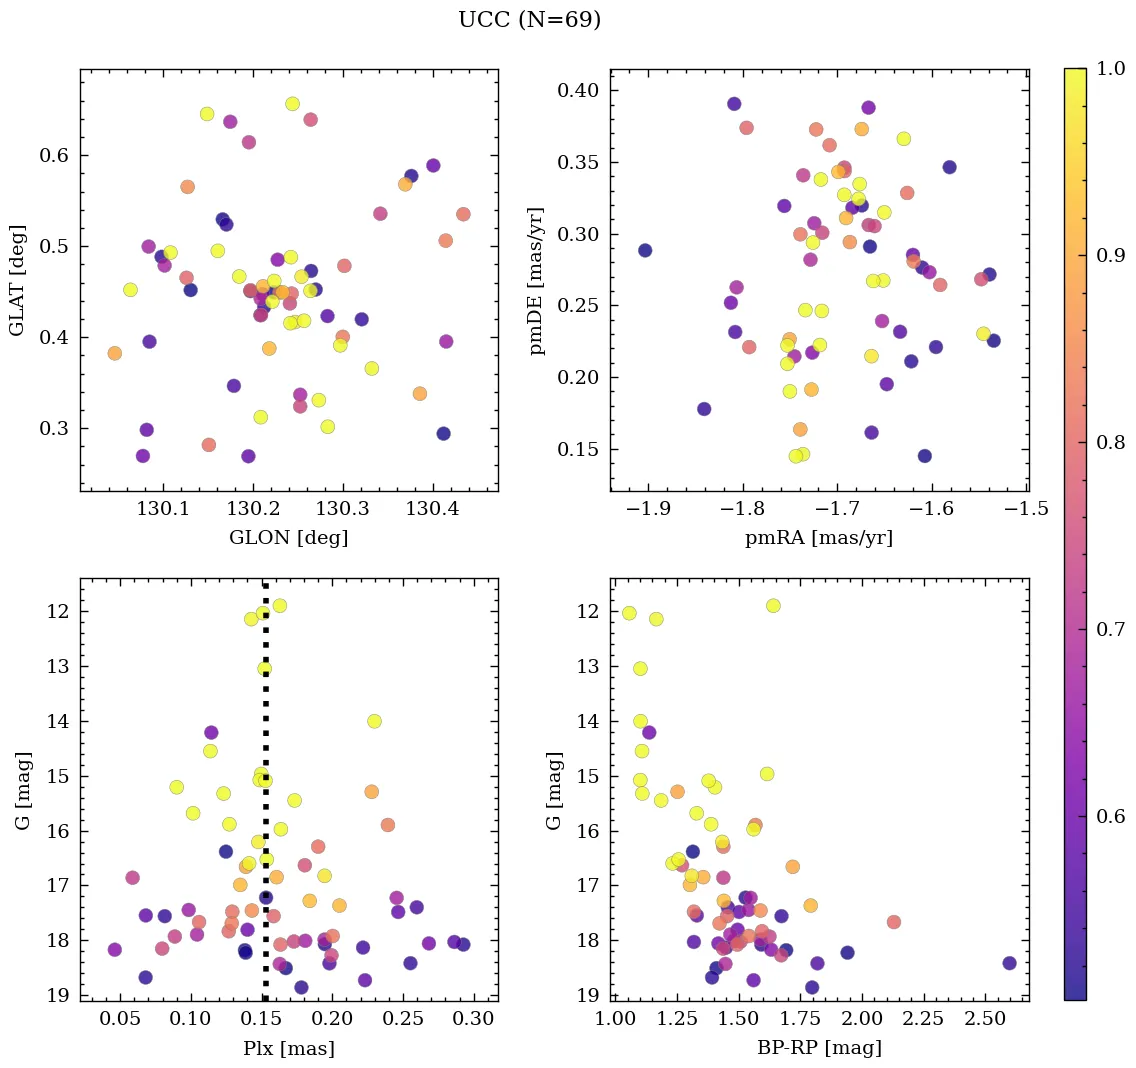 UCC (N=69)
0.6
0.5
0.4
0.3
GLAT [deg]
130.1 130.2 130.3 130.4
GLON [deg]
0.40
0.35
0.30
0.25
0.20
0.15
pmDE [mas/yr]
−1.9 −1.8 −1.7 −1.6 −1.5
pmRA [mas/yr]
1.0
0.9
0.8
0.7
0.6
12
13
14
15
16
17
18
19
G [mag]
0.05 0.10 0.15 0.20 0.25 0.30
Plx [mas]
12
13
14
15
16
17
18
19
G [mag]
1.00 1.25 1.50 1.75 2.00 2.25 2.50
BP-RP [mag]